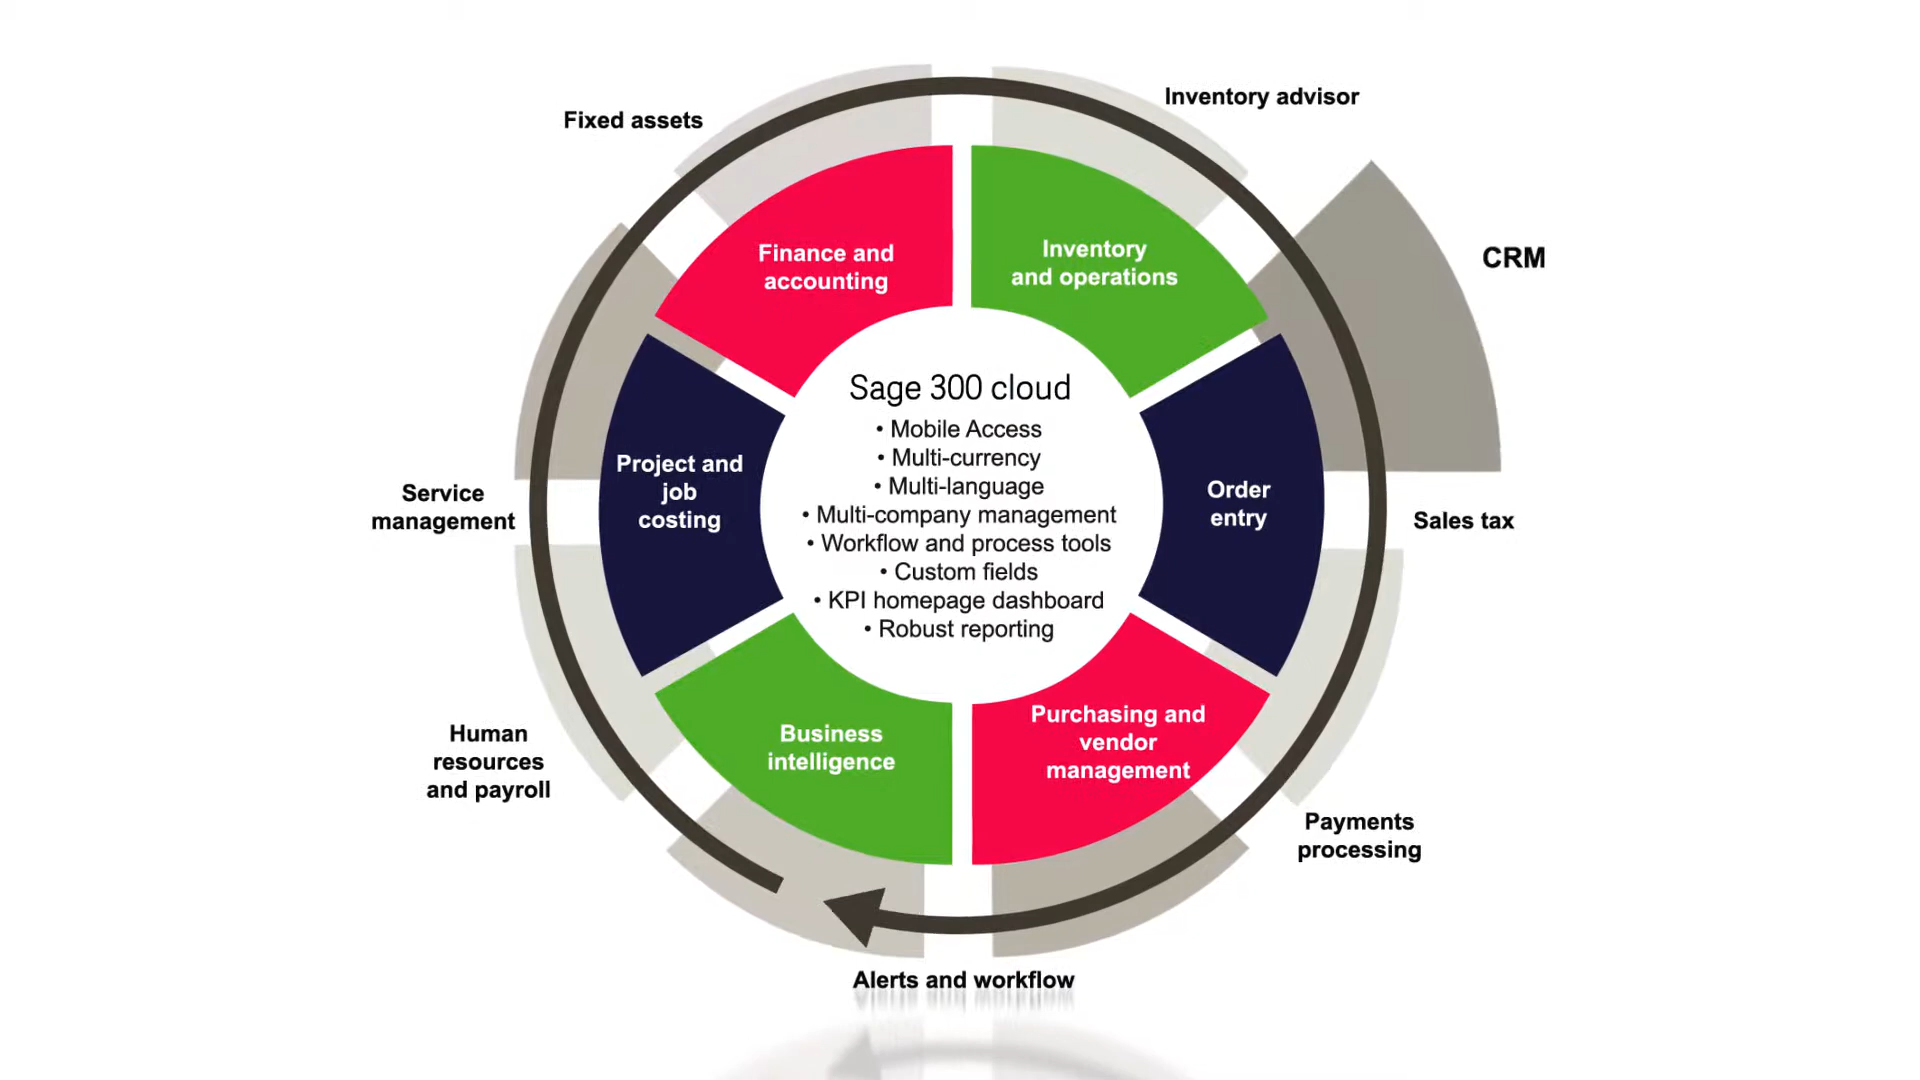 Inventory advisor
Fixed assets
CRM
Finance and
accounting
Inventory
and operations
Sage 300 cloud
• Mobile Access
• Multi-currency
• Multi-language
• Multi-company management
• Workflow and process tools
• Custom fields
• KPI homepage dashboard
• Robust reporting
Project and
job
costing
Order
entry
Service
management
Sales tax
Business
intelligence
Purchasing and
vendor
management
Human
resources
and payroll
Payments
processing
Alerts and workflow